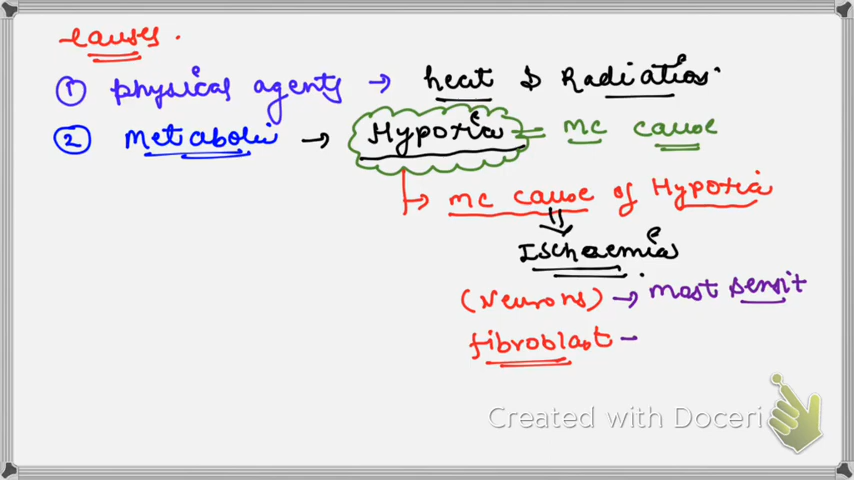 causes.
① physical agents → heat & Radiation.
② Metabolic → Hypoxia = mc cause
↳ mc cause of Hypoxia
Ischaemia
(Neurons) → most sensit
fibroblast -
Created with Doceri